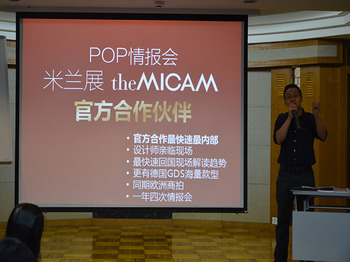 POP情报会
米兰展 theMICAM
官方合作伙伴
• 官方合作最快速最内部
• 设计师亲临现场
• 最快速回国现场解读趋势
• 更有德国GDS海量款型
• 同期欧洲商拍
• 一年四次情报会